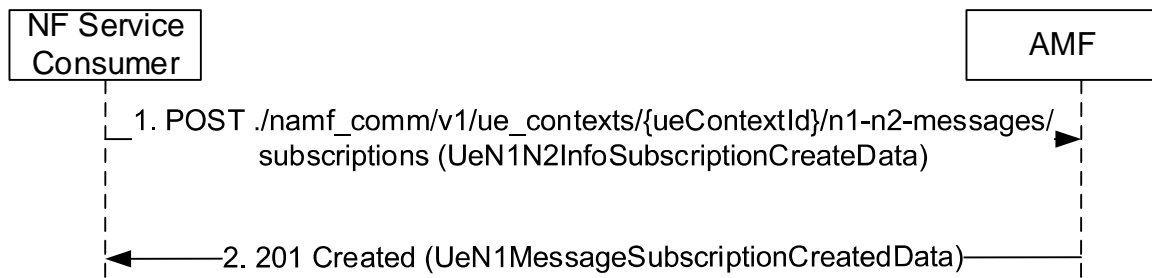 NF Service
Consumer
AMF
1. POST ./namf_comm/v1/ue_contexts/{ueContextId}/n1-n2-messages/
subscriptions (UeN1N2InfoSubscriptionCreateData)
2. 201 Created (UeN1MessageSubscriptionCreatedData)